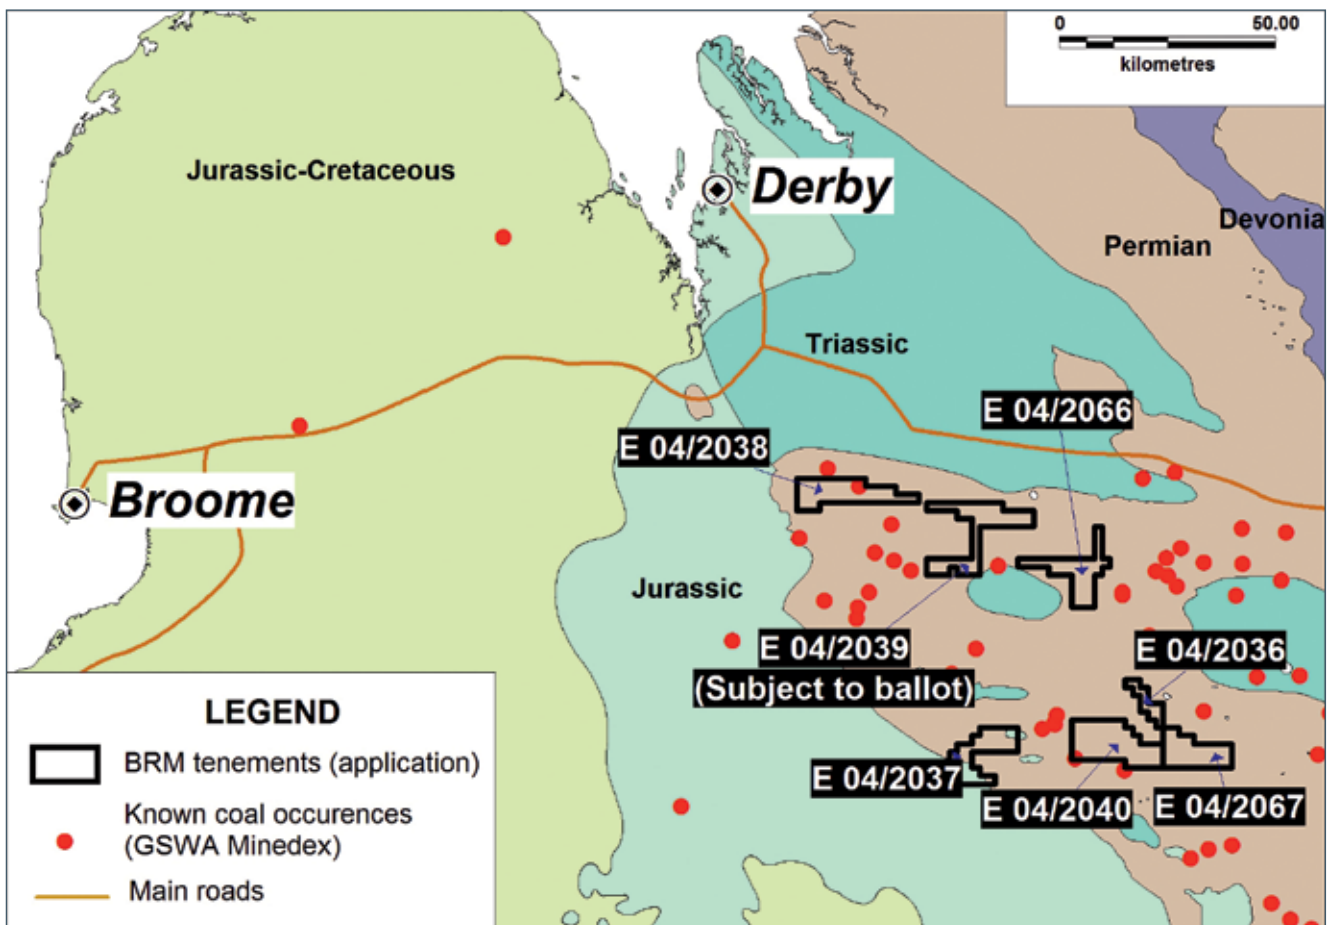 0 50.00
kilometres
Jurassic-Cretaceous
Derby
Devonia
Permian
Triassic
E 04/2066
E 04/2038
Broome
Jurassic
E 04/2039
(Subject to ballot)
E 04/2036
E 04/2037
E 04/2040
E 04/2067
LEGEND
BRM tenements (application)
Known coal occurences
(GSWA Minedex)
Main roads